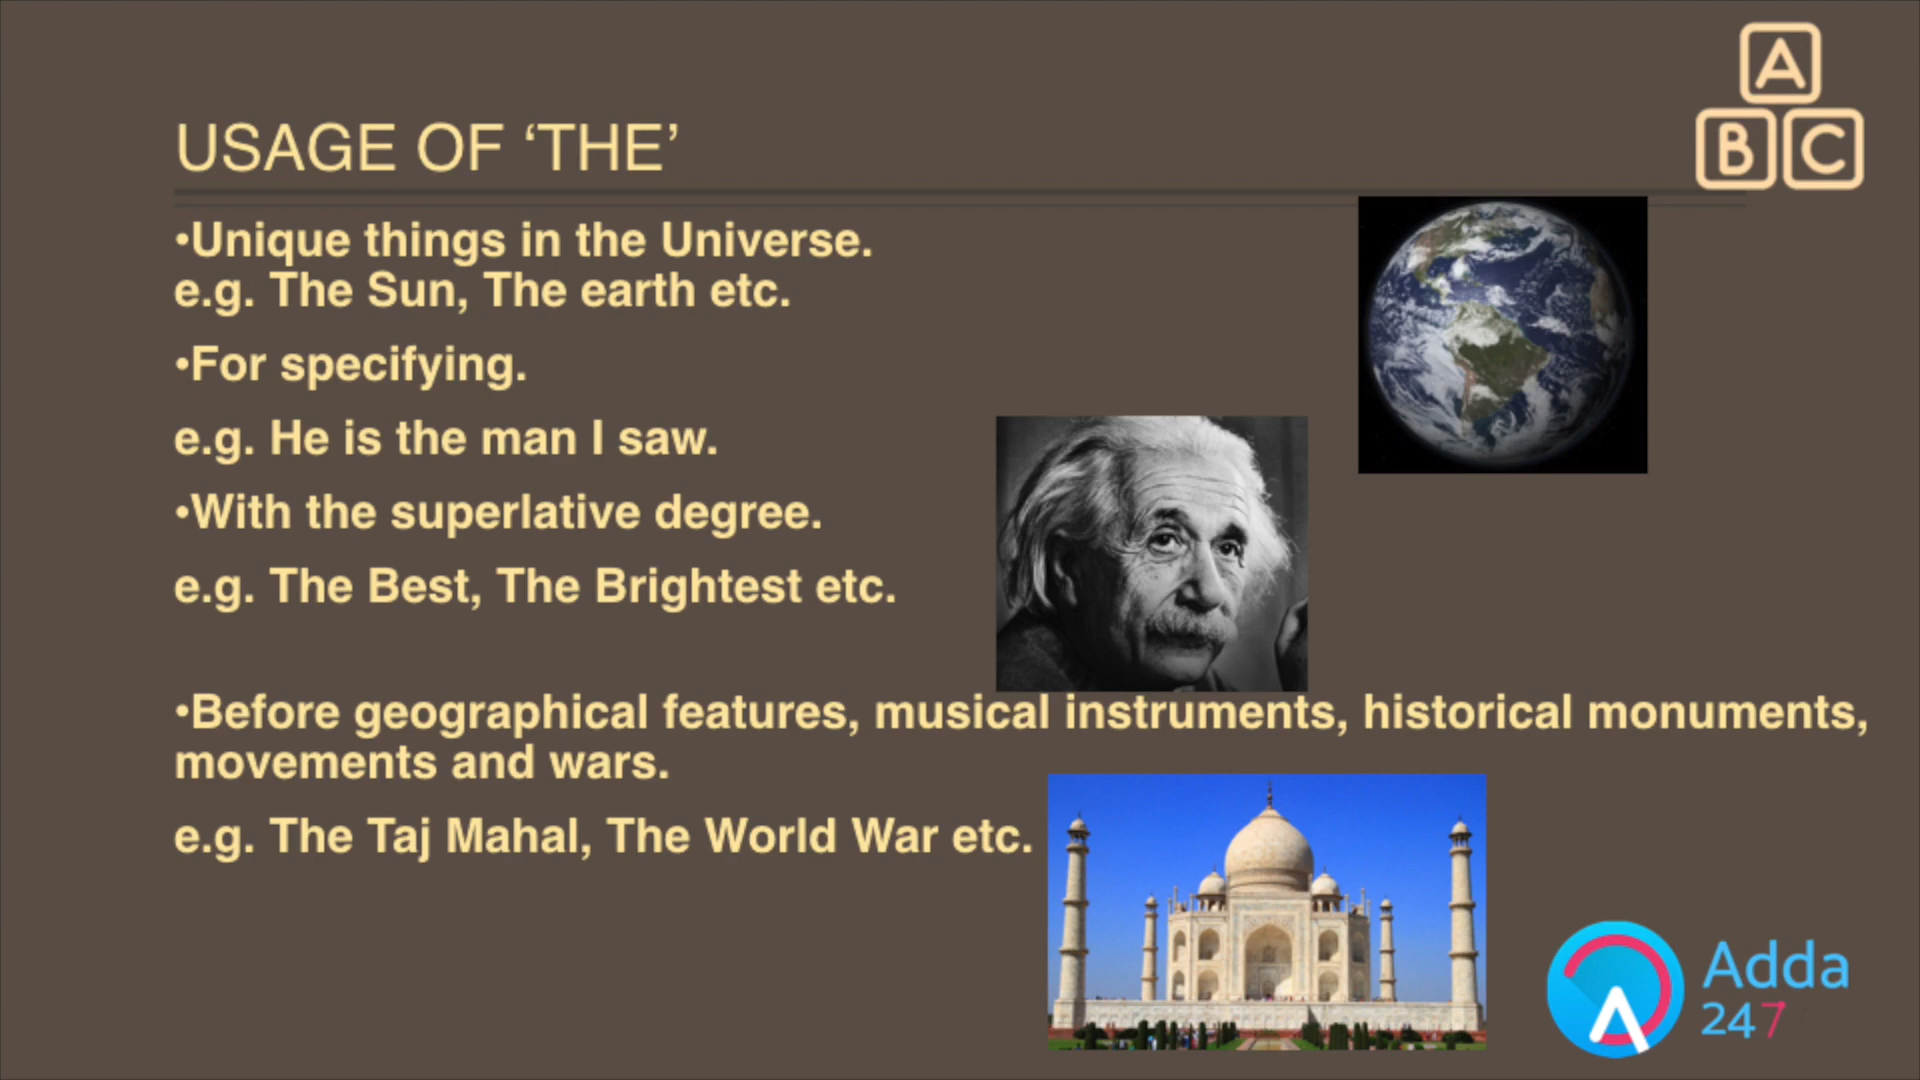 A
B C
USAGE OF ‘THE’
•Unique things in the Universe.
e.g. The Sun, The earth etc.
•For specifying.
e.g. He is the man I saw.
•With the superlative degree.
e.g. The Best, The Brightest etc.
•Before geographical features, musical instruments, historical monuments,
movements and wars.
e.g. The Taj Mahal, The World War etc.
Adda
247